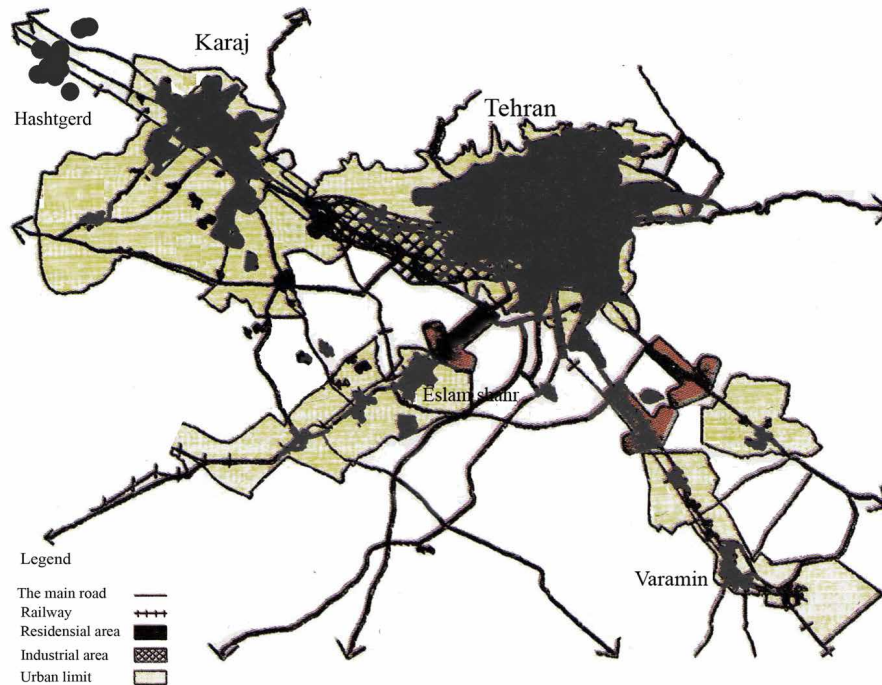 Karaj
Tehran
Hashtgerd
Eslam shahr
Varamin
Legend
The main road
Railway
Residensial area
Industrial area
Urban limit